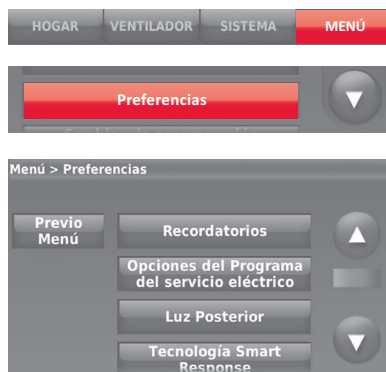 HOGAR VENTILADOR SISTEMA MENÚ
Preferencias
Menú > Preferencias
Previo
Menú
Recordatorios
Opciones del Programa
del servicio eléctrico
Luz Posterior
Tecnología Smart
Response